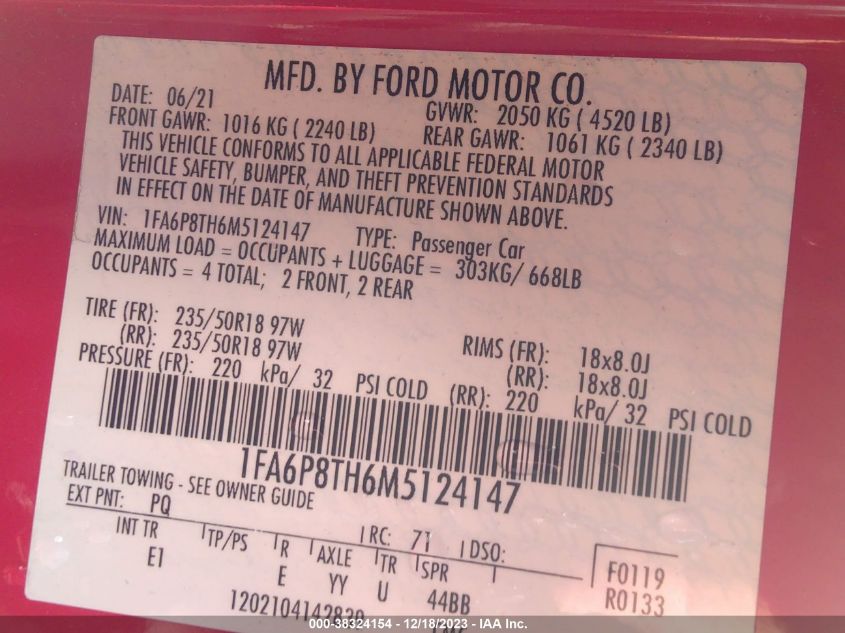 MFD. BY FORD MOTOR CO.
DATE: 06/21 GVWR: 2050 KG ( 4520 LB)
FRONT GAWR: 1016 KG ( 2240 LB) REAR GAWR: 1061 KG ( 2340 LB)
THIS VEHICLE CONFORMS TO ALL APPLICABLE FEDERAL MOTOR
VEHICLE SAFETY, BUMPER, AND THEFT PREVENTION STANDARDS
IN EFFECT ON THE DATE OF MANUFACTURE SHOWN ABOVE.
VIN: 1FA6P8TH6M5124147 TYPE: Passenger Car
MAXIMUM LOAD = OCCUPANTS + LUGGAGE = 303KG/ 668LB
OCCUPANTS = 4 TOTAL; 2 FRONT, 2 REAR
TIRE (FR): 235/50R18 97W RIMS (FR): 18x8.0J
(RR): 235/50R18 97W (RR): 18x8.0J
PRESSURE (FR): 220 kPa/ 32 PSI COLD (RR): 220 kPa/ 32 PSI COLD
1FA6P8TH6M5124147
TRAILER TOWING - SEE OWNER GUIDE
EXT PNT: PQ RC: 71 DSO:
INT TR TP/PS R AXLE TR SPR F0119
E1 E YY U 44BB R0133
000-38324154 - 12/18/2023 - IAA Inc.